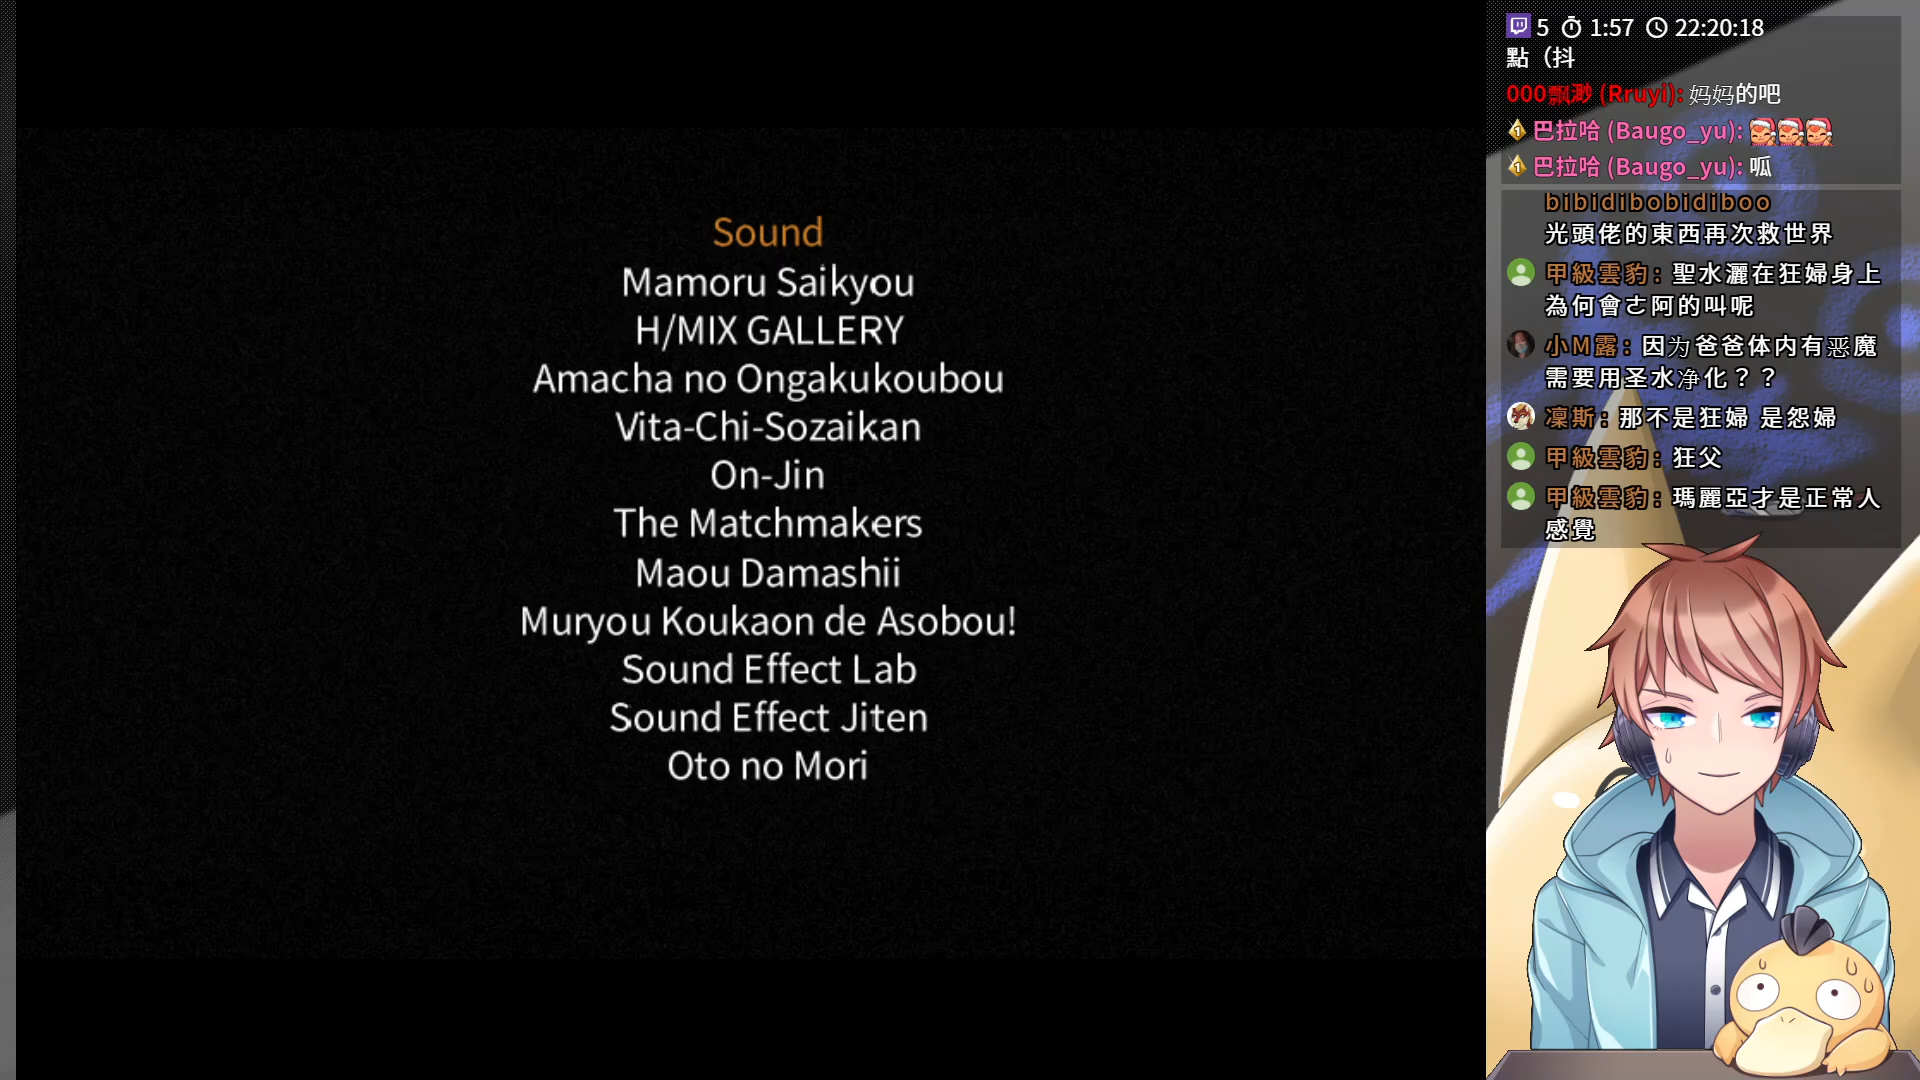 Sound
Mamoru Saikyou
H/MIX GALLERY
Amacha no Ongakukoubou
Vita-Chi-Sozaikan
On-Jin
The Matchmakers
Maou Damashii
Muryou Koukaon de Asobou!
Sound Effect Lab
Sound Effect Jiten
Oto no Mori
5 1:57 22:20:18
點（抖
000飘渺 (Rruyi): 妈妈的吧
1 巴拉哈 (Baugo_yu):
1 巴拉哈 (Baugo_yu): 呱
bibidibobidiboo
光頭佬的東西再次救世界
甲級雲豹: 聖水灑在狂婦身上
為何會ㄜ阿的叫呢
小M露: 因为爸爸体内有恶魔
需要用圣水净化？？
凜斯: 那不是狂婦 是怨婦
甲級雲豹: 狂父
甲級雲豹: 瑪麗亞才是正常人
感覺